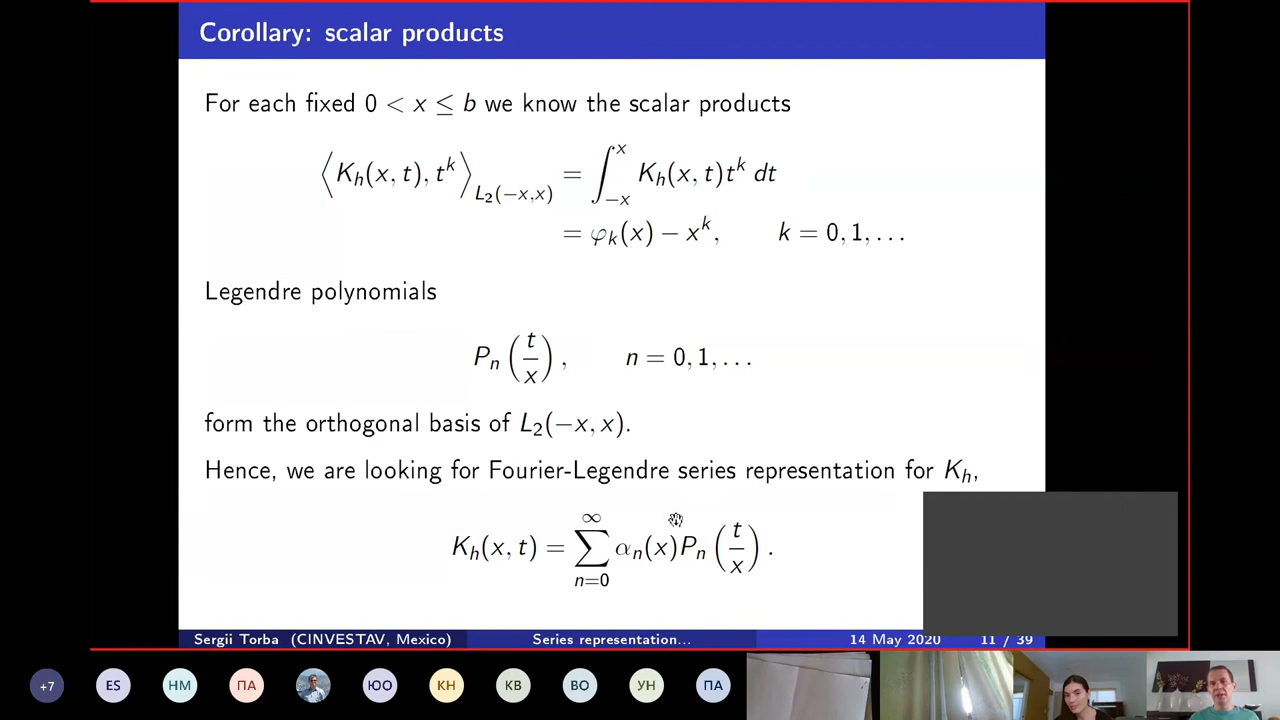 Corollary: scalar products
For each fixed 0 < x ≤ b we know the scalar products
⟨K_h(x, t), t^k⟩_{L_2(−x,x)} = ∫_{−x}^{x} K_h(x, t)t^k dt
= φ_k(x) − x^k, k = 0, 1, . . .
Legendre polynomials
P_n (t/x), n = 0, 1, . . .
form the orthogonal basis of L_2(−x, x).
Hence, we are looking for Fourier-Legendre series representation for K_h,
K_h(x, t) = ∑_{n=0}^{∞} α_n(x)P_n (t/x).
Sergii Torba (CINVESTAV, Mexico) Series representation... 14 May 2020 11 / 39
+7 ES НМ ПА ЮО КН КВ ВО УН ПА